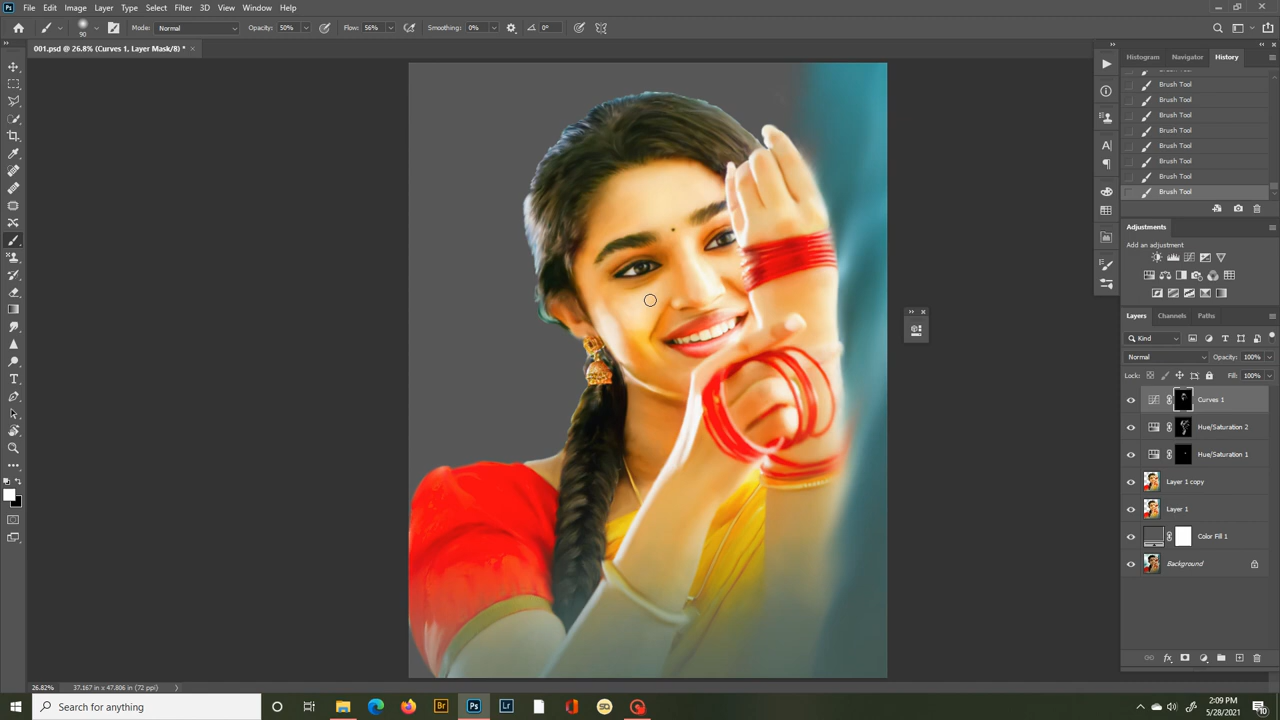 File Edit Image Layer Type Select Filter 3D View Window Help
90 Mode: Normal Opacity: 50% Flow: 56% Smoothing: 0% 0°
001.psd @ 26.8% (Curves 1, Layer Mask/8) *
Histogram Navigator History
Brush Tool
Brush Tool
Brush Tool
Brush Tool
Brush Tool
Brush Tool
Brush Tool
Brush Tool
Adjustments
Add an adjustment
Layers Channels Paths
Kind
Normal Opacity: 100%
Lock: Fill: 100%
Curves 1
Hue/Saturation 2
Hue/Saturation 1
Layer 1 copy
Layer 1
Color Fill 1
Background
26.82% 37.167 in x 47.806 in (72 ppi)
Search for anything
Br Ps Lr
2:09 PM
5/28/2021
10